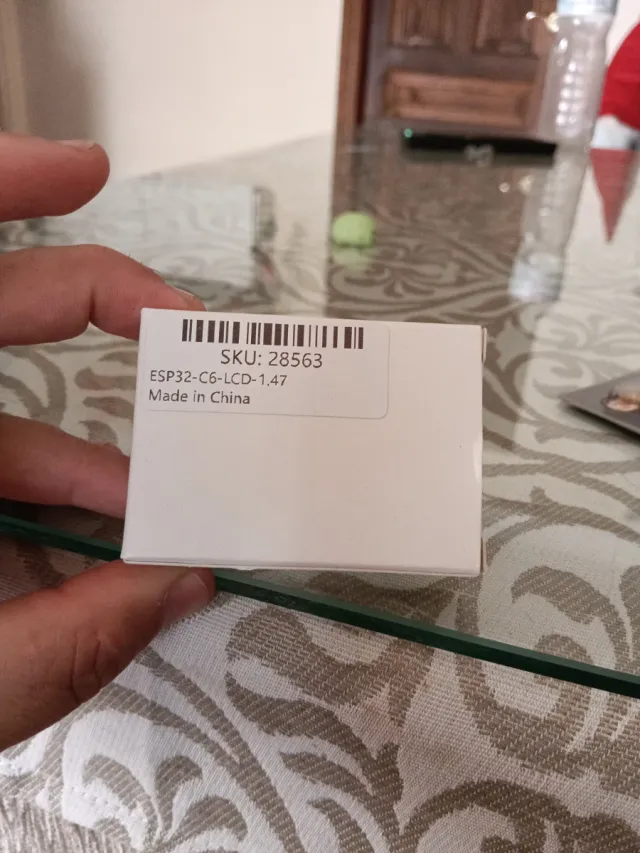 SKU: 28563
ESP32-C6-LCD-1.47
Made in China